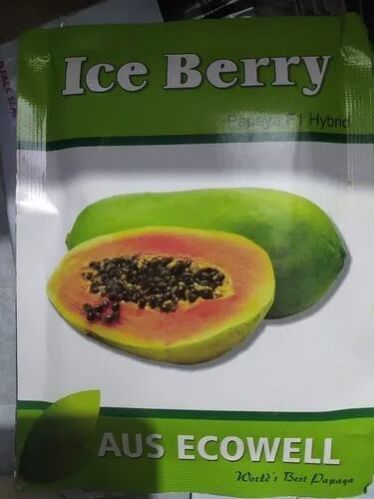 Ice Berry
Papaya F1 Hybrid
AUS ECOWELL
World's Best Papaya